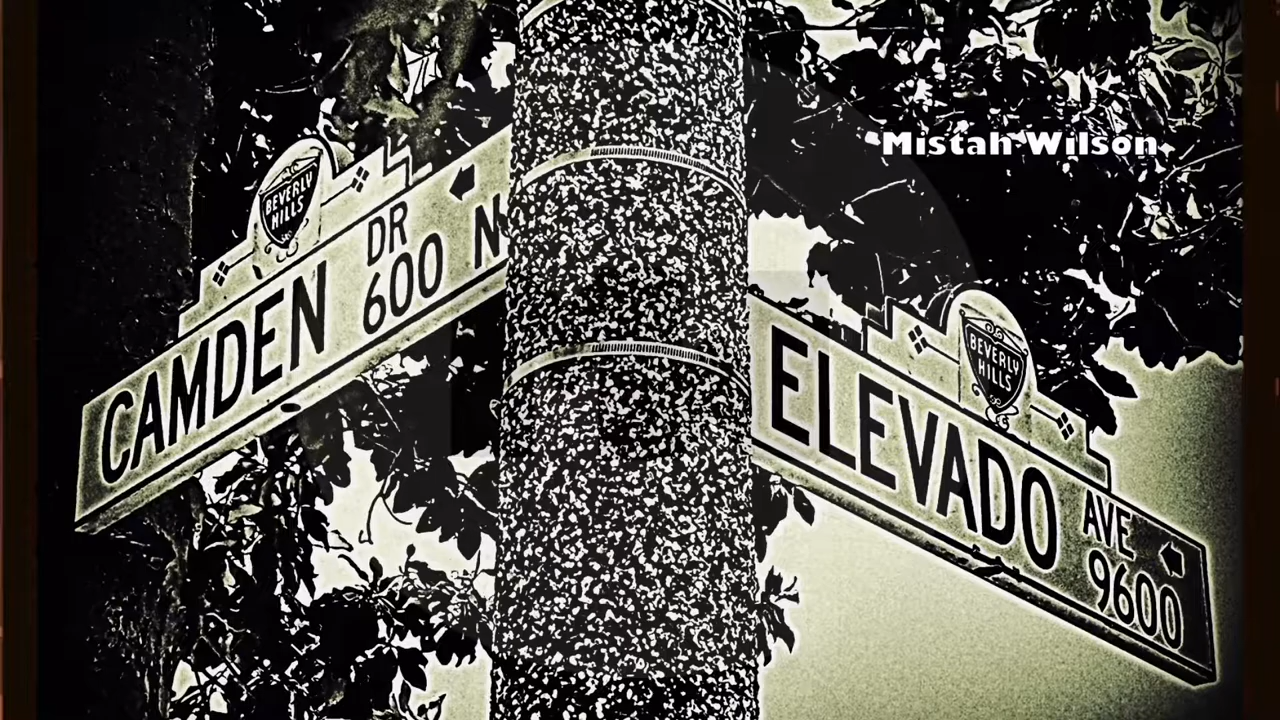 Mistah Wilson
BEVERLY
HILLS
CAMDEN DR
600 N
BEVERLY
HILLS
ELEVADO AVE
9600